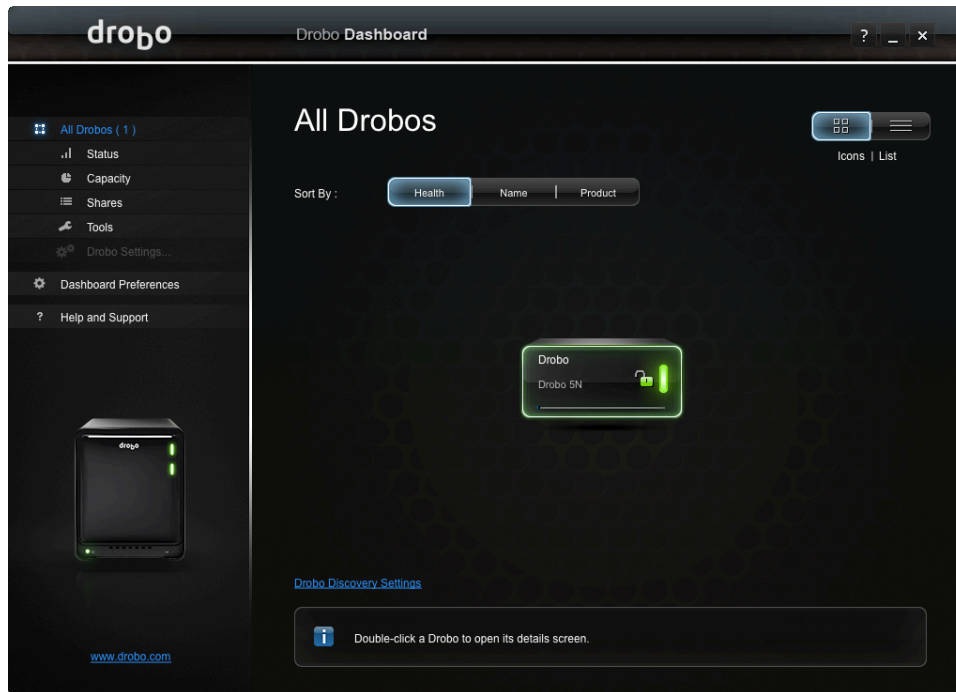 drobo
Drobo Dashboard
?
All Drobos ( 1 )
Status
Capacity
Shares
Tools
Drobo Settings...
Dashboard Preferences
? Help and Support
drobo
www.drobo.com
All Drobos
Icons | List
Sort By : Health | Name | Product
Drobo
Drobo 5N
Drobo Discovery Settings
i Double-click a Drobo to open its details screen.